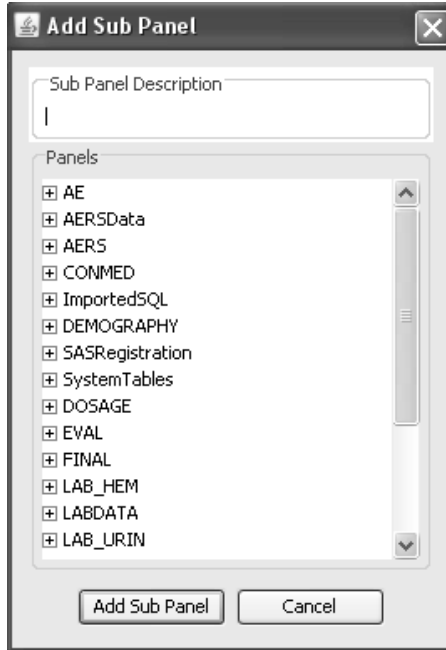 Add Sub Panel
Sub Panel Description
Panels
AE
AERSData
AERS
CONMED
ImportedSQL
DEMOGRAPHY
SASRegistration
SystemTables
DOSAGE
EVAL
FINAL
LAB_HEM
LABDATA
LAB_URIN
Add Sub Panel Cancel